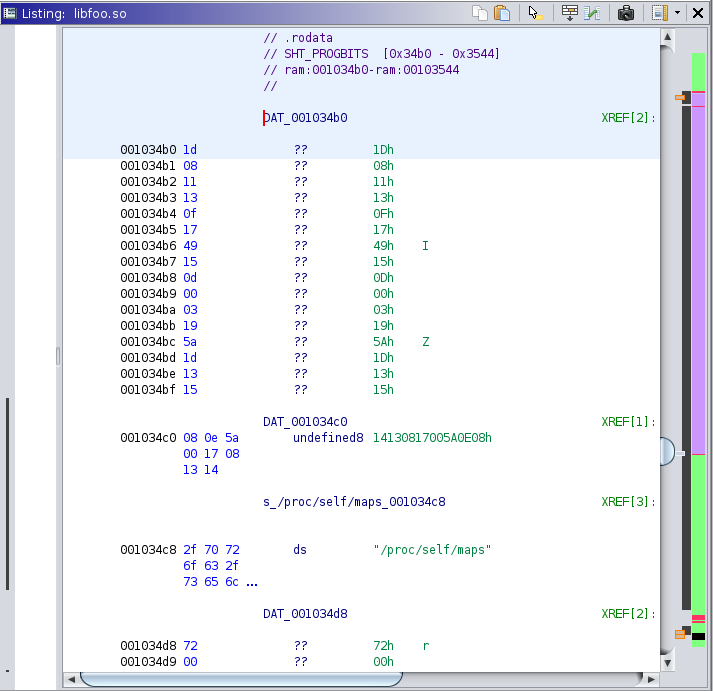 Listing: libfoo.so
// .rodata
// SHT_PROGBITS [0x34b0 - 0x3544]
// ram:001034b0-ram:00103544
//
DAT_001034b0 XREF[2]:
001034b0 1d ?? 1Dh
001034b1 08 ?? 08h
001034b2 11 ?? 11h
001034b3 13 ?? 13h
001034b4 0f ?? 0Fh
001034b5 17 ?? 17h
001034b6 49 ?? 49h I
001034b7 15 ?? 15h
001034b8 0d ?? 0Dh
001034b9 00 ?? 00h
001034ba 03 ?? 03h
001034bb 19 ?? 19h
001034bc 5a ?? 5Ah Z
001034bd 1d ?? 1Dh
001034be 13 ?? 13h
001034bf 15 ?? 15h
DAT_001034c0 XREF[1]:
001034c0 08 0e 5a undefined8 14130817005A0E08h
00 17 08
13 14
s_/proc/self/maps_001034c8 XREF[3]:
001034c8 2f 70 72 ds "/proc/self/maps"
6f 63 2f
73 65 6c ...
DAT_001034d8 XREF[2]:
001034d8 72 ?? 72h r
001034d9 00 ?? 00h